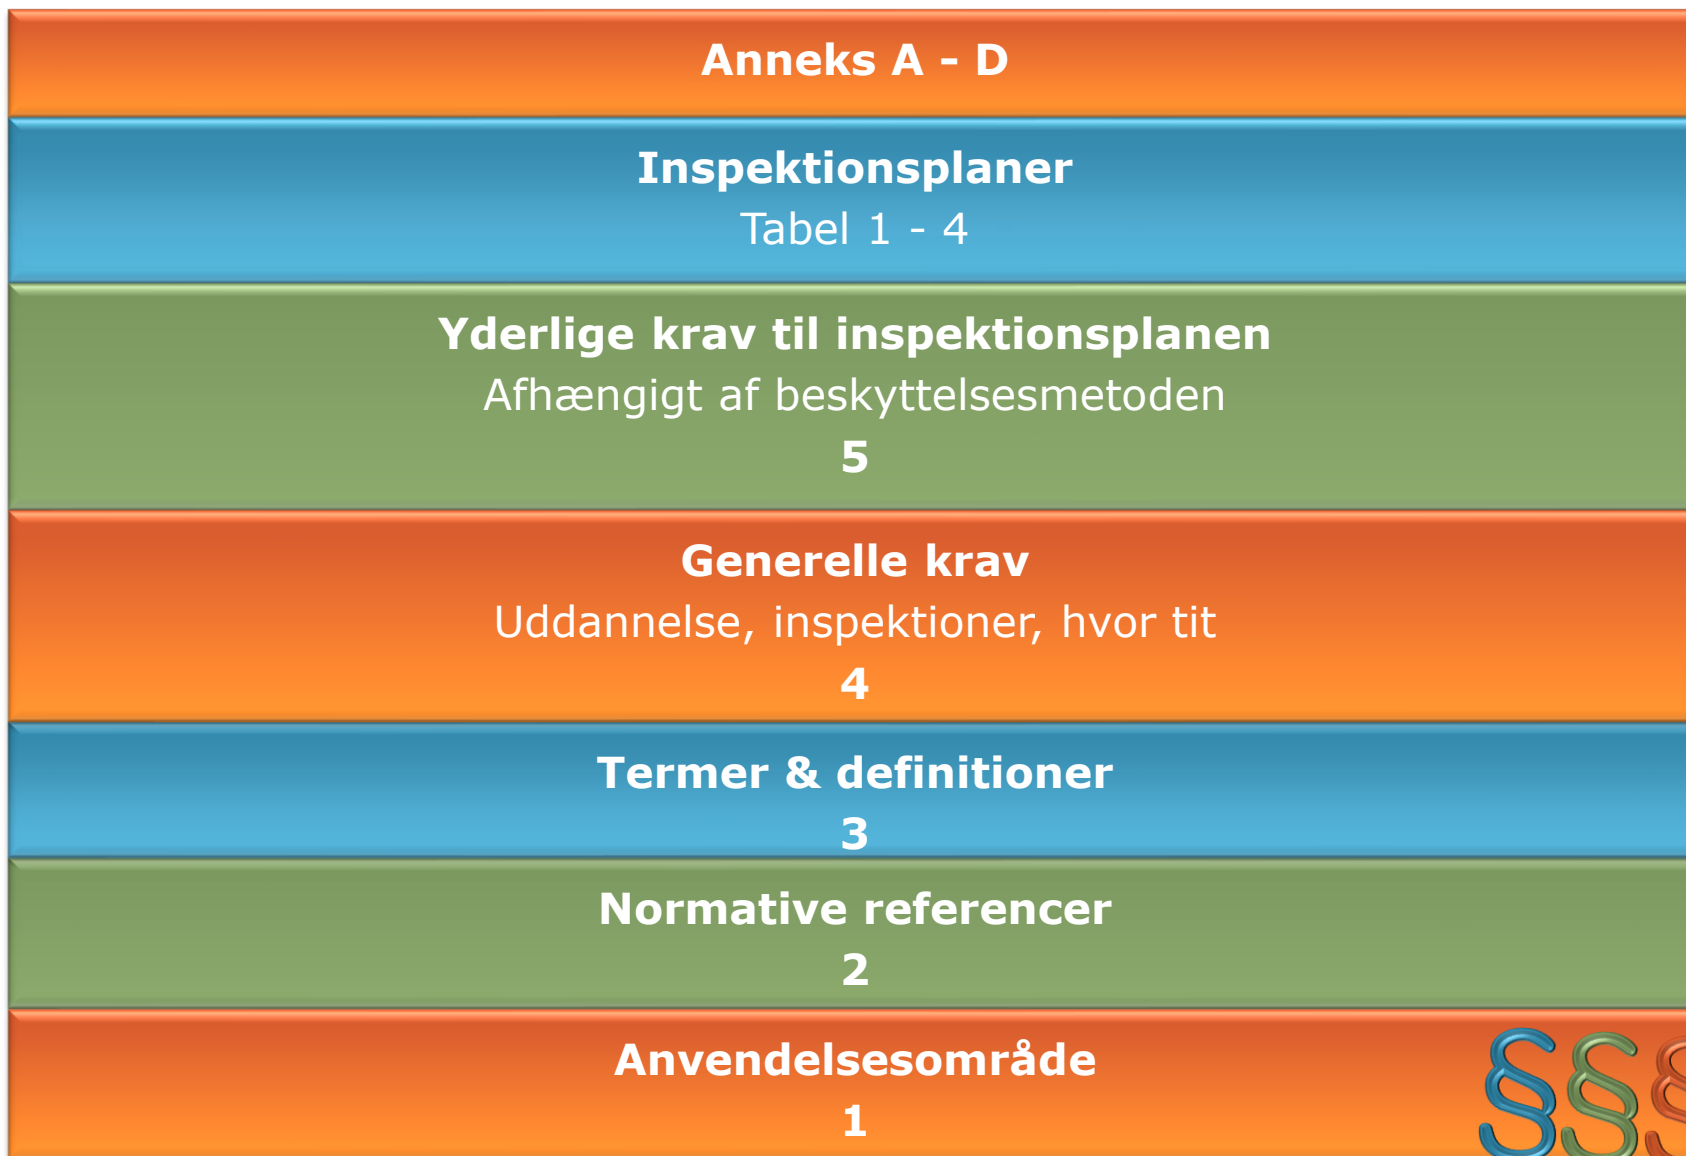 Anneks A - D
Inspektionsplaner
Tabel 1 - 4
Yderlige krav til inspektionsplanen
Afhængigt af beskyttelsesmetoden
5
Generelle krav
Uddannelse, inspektioner, hvor tit
4
Termer & definitioner
3
Normative referencer
2
Anvendelsesområde
1
§§§